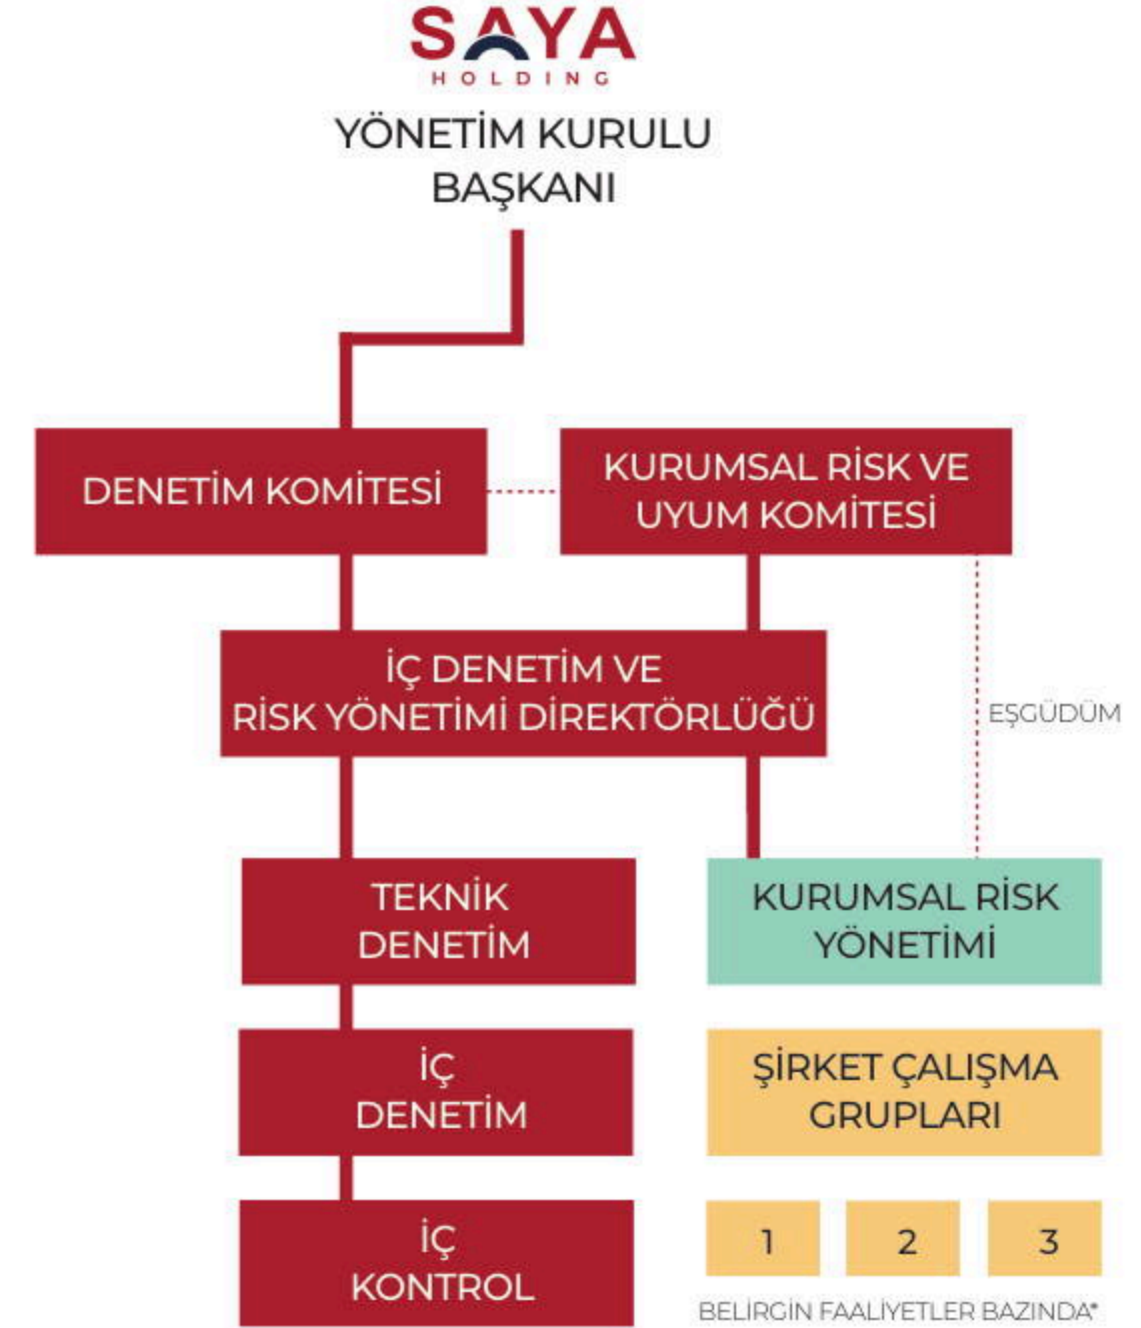 SAYA
HOLDING
YÖNETİM KURULU
BAŞKANI
DENETİM KOMİTESİ
KURUMSAL RİSK VE
UYUM KOMİTESİ
İÇ DENETİM VE
RİSK YÖNETİMİ DİREKTÖRLÜĞÜ
EŞGÜDÜM
TEKNİK
DENETİM
KURUMSAL RİSK
YÖNETİMİ
İÇ
DENETİM
ŞİRKET ÇALIŞMA
GRUPLARI
İÇ
KONTROL
1
2
3
BELİRGİN FAALİYETLER BAZINDA*